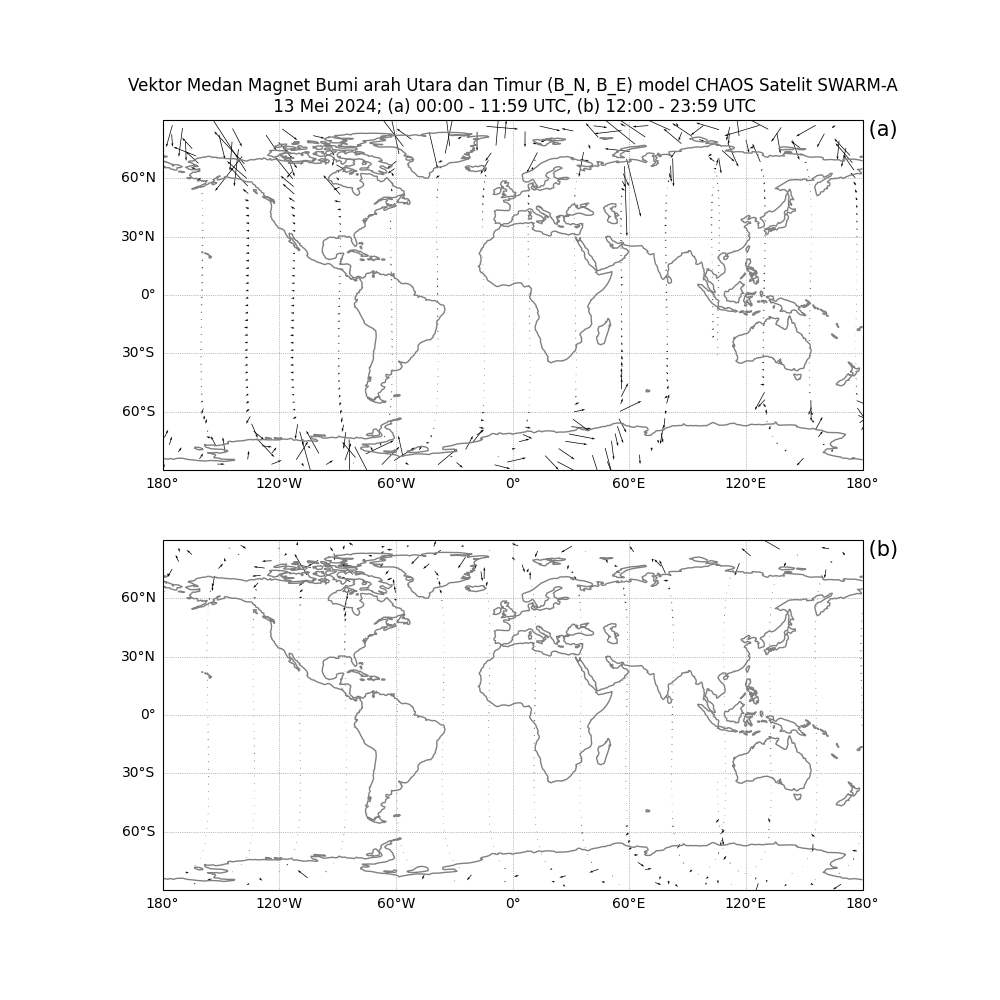 Vektor Medan Magnet Bumi arah Utara dan Timur (B_N, B_E) model CHAOS Satelit SWARM-A
13 Mei 2024; (a) 00:00 - 11:59 UTC, (b) 12:00 - 23:59 UTC
(a)
60°N
30°N
0°
30°S
60°S
180° 120°W 60°W 0° 60°E 120°E 180°
(b)
60°N
30°N
0°
30°S
60°S
180° 120°W 60°W 0° 60°E 120°E 180°